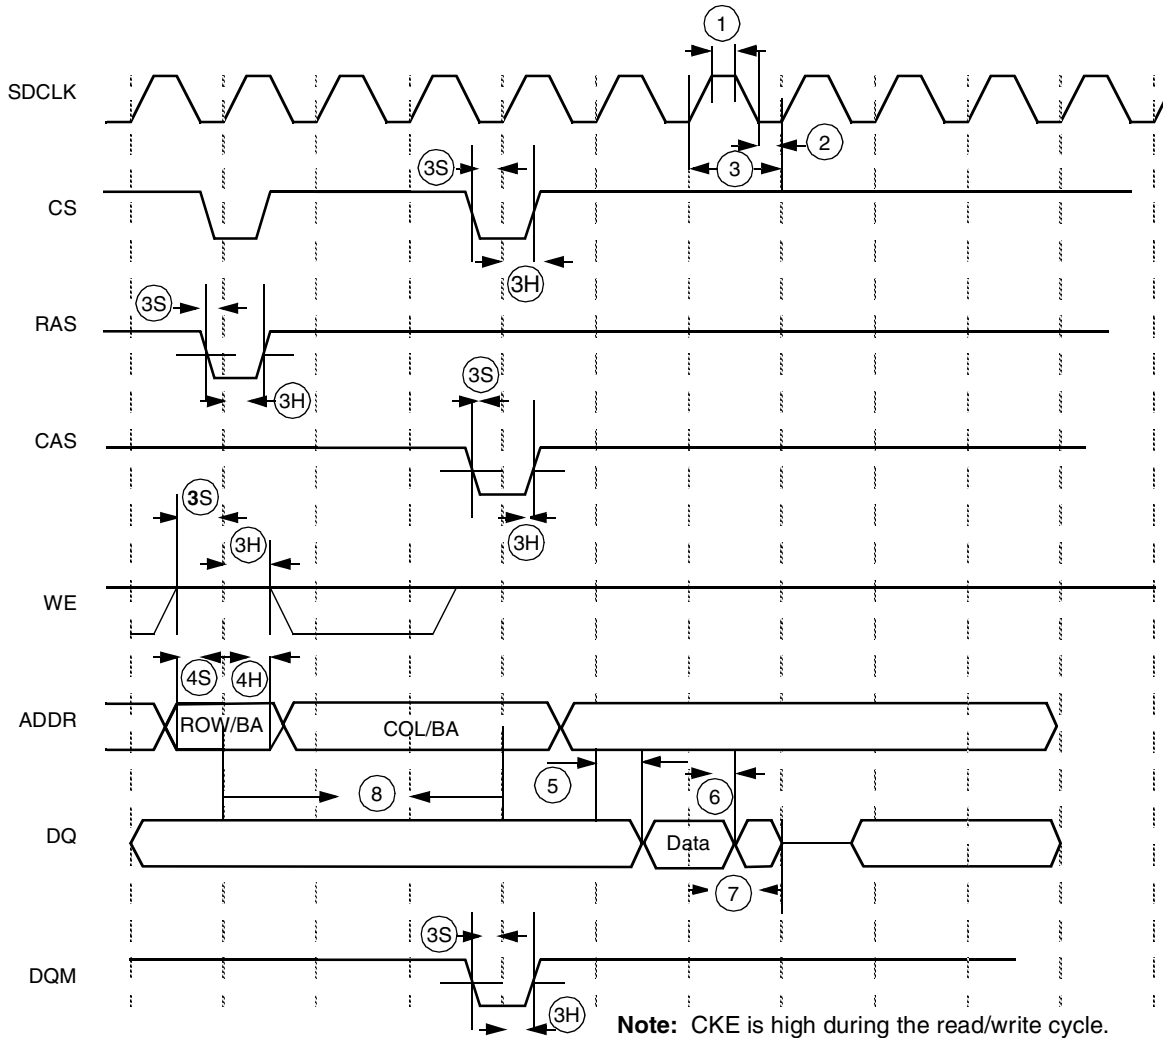 1
SDCLK
2
3
3S
CS
3H
3S
RAS
3S
3H
CAS
3S
3H
3H
WE
4S 4H
ADDR ROW/BA COL/BA
5 8 6
DQ Data
7
3S
DQM
3H
Note: CKE is high during the read/write cycle.